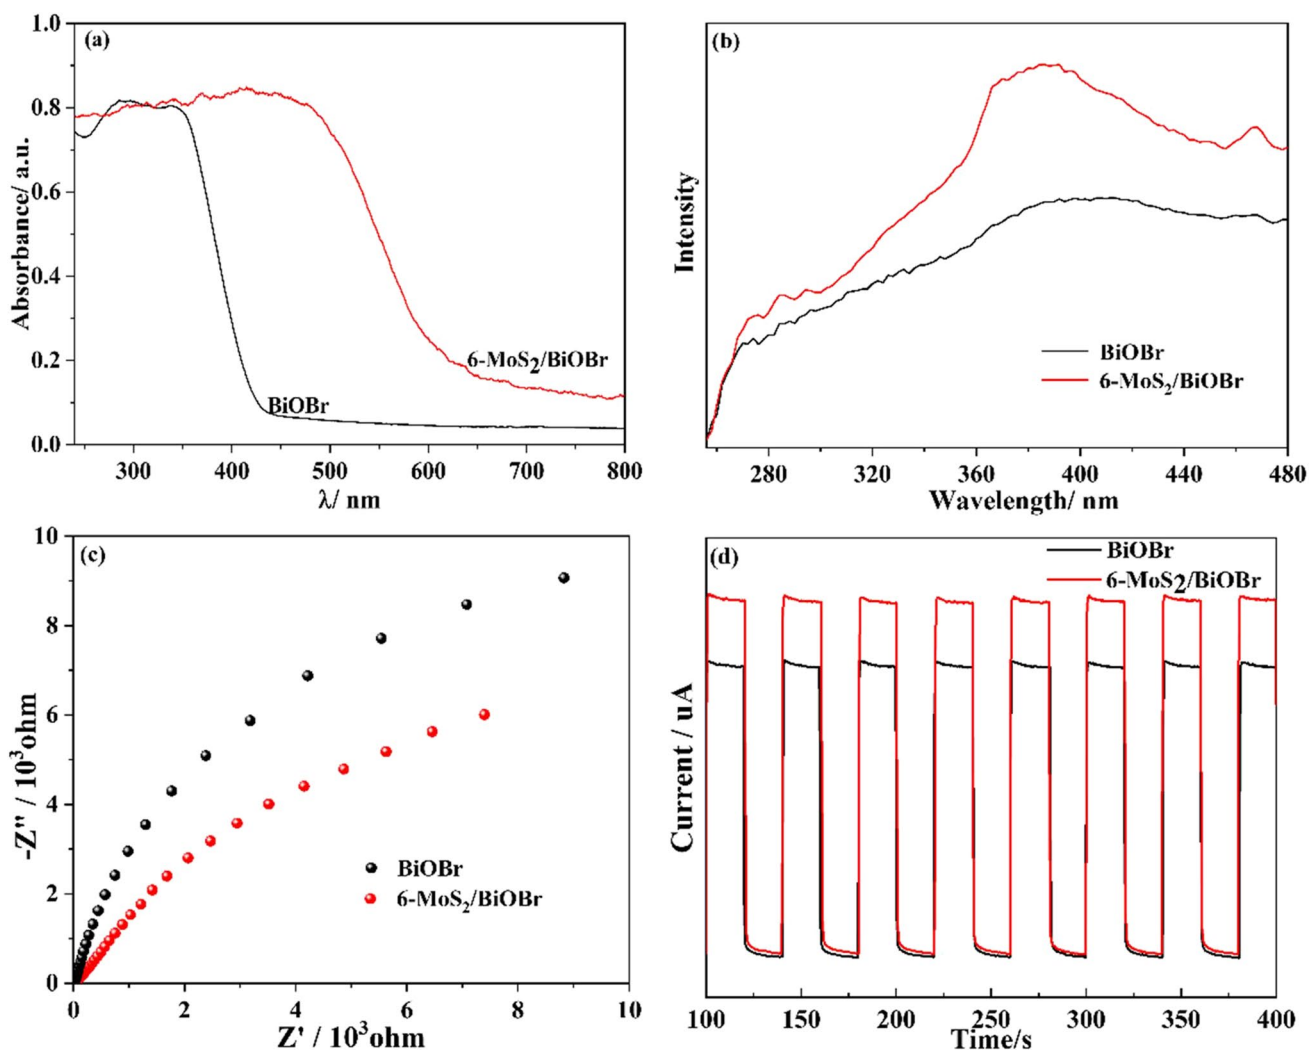 (a)
1.0
0.8
0.6
0.4
0.2
0.0
Absorbance/ a.u.
6-MoS2/BiOBr
BiOBr
300 400 500 600 700 800
λ/ nm
(b)
Intensity
BiOBr
6-MoS2/BiOBr
280 320 360 400 440 480
Wavelength/ nm
(c)
10
8
6
4
2
0
-Z'' / 10³ohm
BiOBr
6-MoS2/BiOBr
0 2 4 6 8 10
Z' / 10³ohm
(d)
BiOBr
6-MoS2/BiOBr
Current / uA
100 150 200 250 300 350 400
Time/s